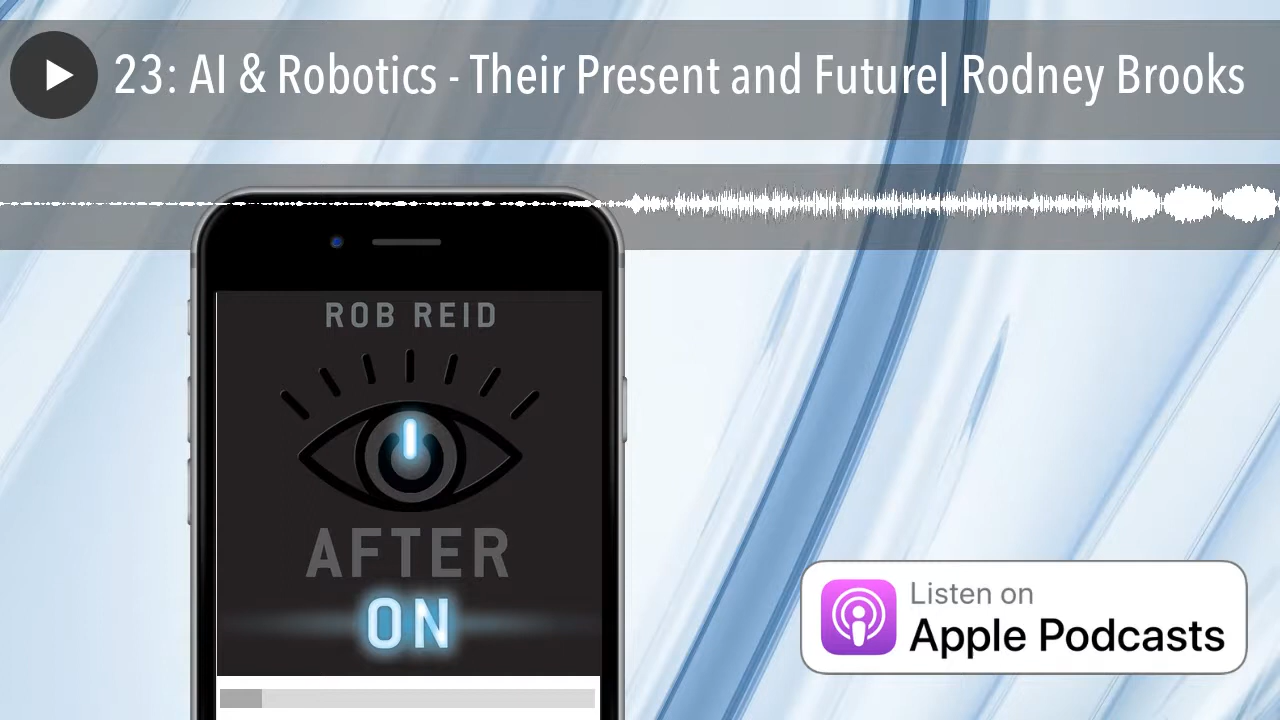 23: AI & Robotics - Their Present and Future| Rodney Brooks
ROB REID
AFTER
ON
Listen on
Apple Podcasts